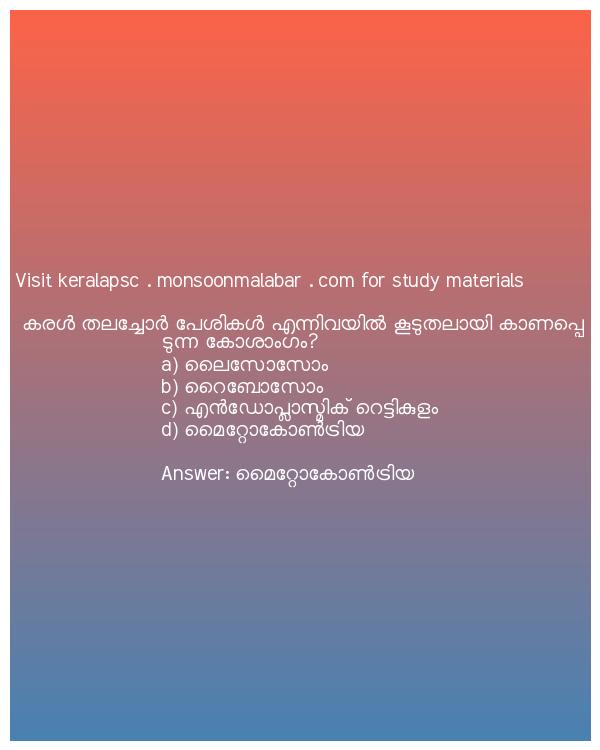 Visit keralapsc . monsoonmalabar . com for study materials
കരൾ തലച്ചോർ പേശികൾ എന്നിവയിൽ കൂടുതലായി കാണപ്പെ
ടുന്ന കോശാംഗം?
a) ലൈസോസോം
b) റൈബോസോം
c) എൻഡോപ്ലാസ്മിക് റെട്ടികുളം
d) മൈറ്റോകോൺട്രിയ
Answer: മൈറ്റോകോൺട്രിയ